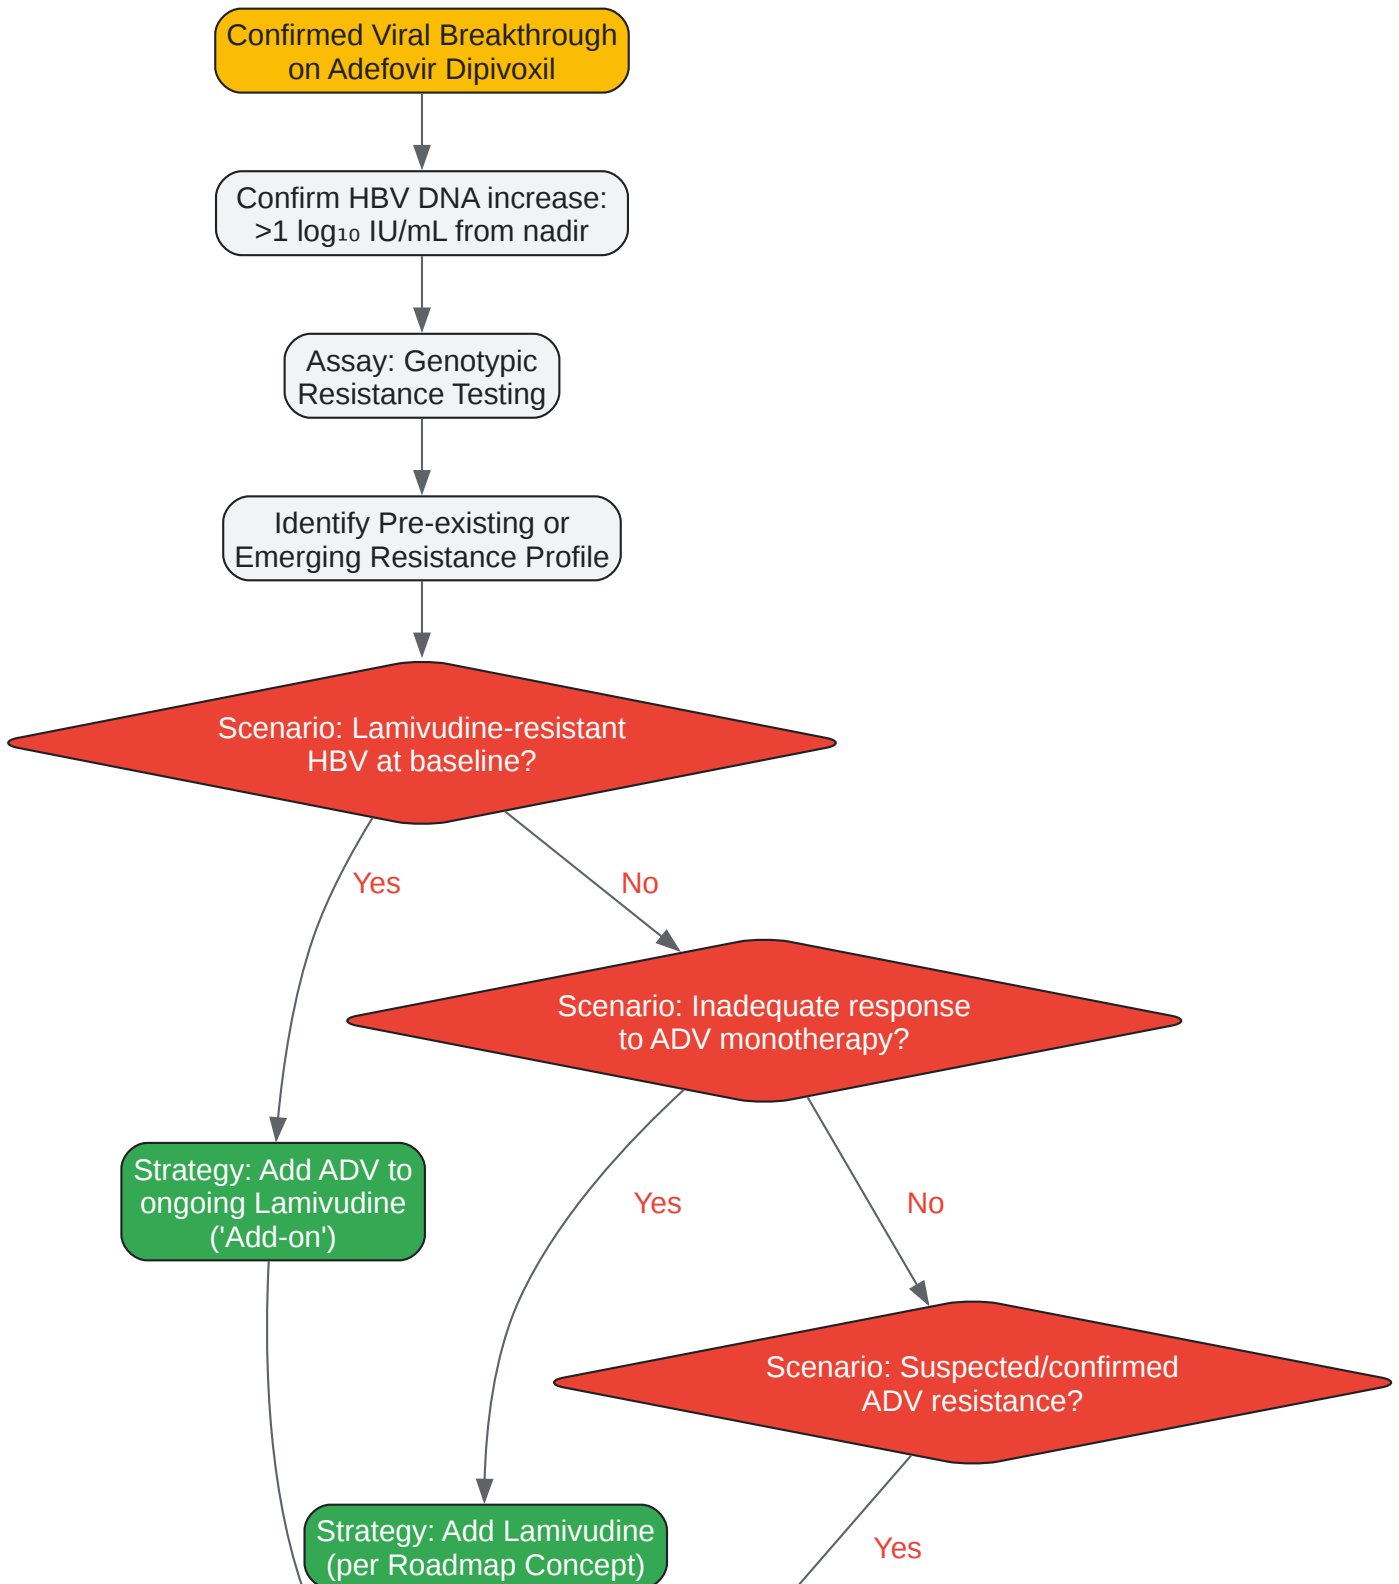 Confirmed Viral Breakthrough
on Adefovir Dipivoxil
Confirm HBV DNA increase:
>1 log₁₀ IU/mL from nadir
Assay: Genotypic
Resistance Testing
Identify Pre-existing or
Emerging Resistance Profile
Scenario: Lamivudine-resistant
HBV at baseline?
Yes
No
Scenario: Inadequate response
to ADV monotherapy?
Strategy: Add ADV to
ongoing Lamivudine
('Add-on')
Yes
No
Scenario: Suspected/confirmed
ADV resistance?
Strategy: Add Lamivudine
(per Roadmap Concept)
Yes